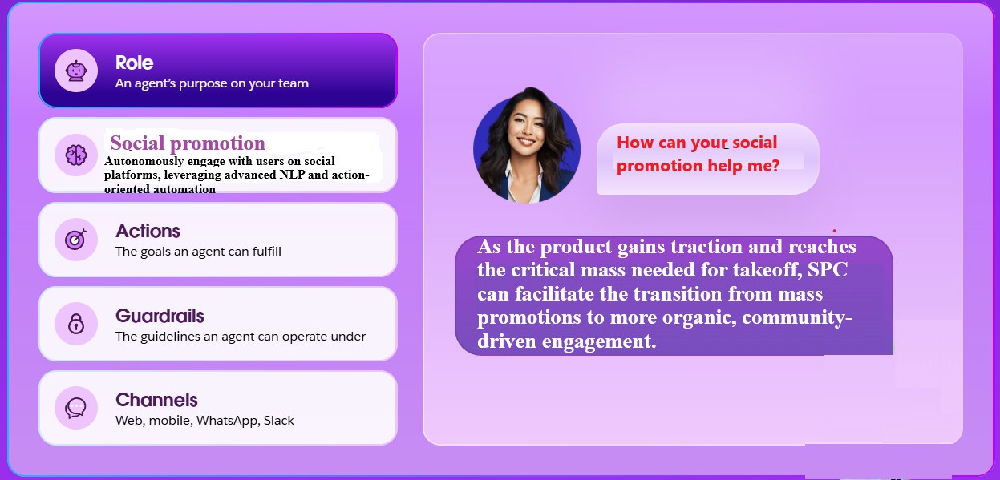 Role
An agent's purpose on your team
Social promotion
Autonomously engage with users on social
platforms, leveraging advanced NLP and action-
oriented automation
Actions
The goals an agent can fulfill
Guardrails
The guidelines an agent can operate under
Channels
Web, mobile, WhatsApp, Slack
How can your social
promotion help me?
As the product gains traction and reaches
the critical mass needed for takeoff, SPC
can facilitate the transition from mass
promotions to more organic, community-
driven engagement.